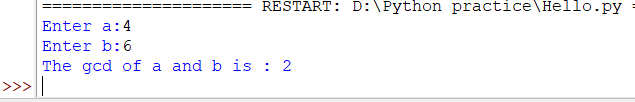 ===================== RESTART: D:\Python practice\Hello.py =
Enter a:4
Enter b:6
The gcd of a and b is : 2
>>>